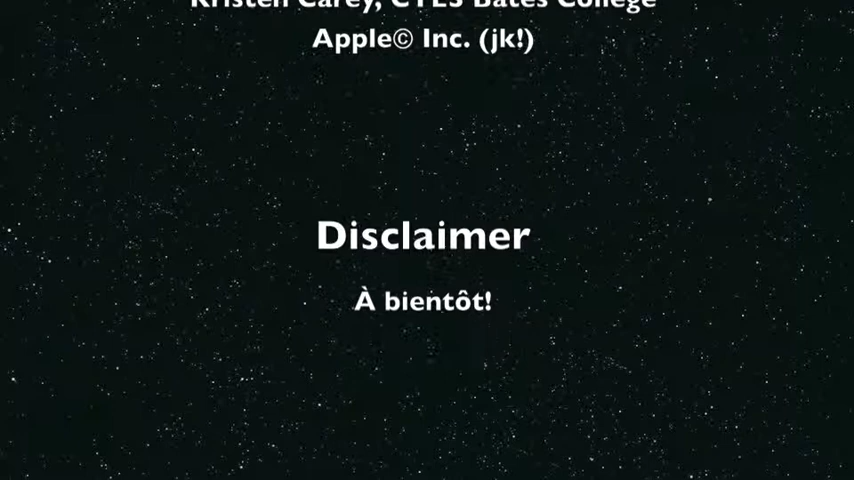 Kristen Carey, CTLS Bates College
Apple© Inc. (jk!)
Disclaimer
À bientôt!